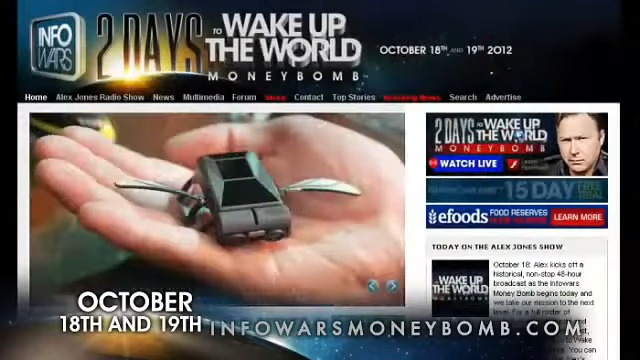 INFO
WARS
2 DAYS TO WAKE UP
THE WORLD
MONEYBOMB
OCTOBER 18TH AND 19TH 2012
Home Alex Jones Radio Show News Multimedia Forum Store Contact Top Stories Breaking News Search Advertise
2 DAYS TO WAKE UP
THE WORLD
MONEYBOMB
WATCH LIVE
15 DAY
efoods FOOD RESERVES
LEARN MORE
TODAY ON THE ALEX JONES SHOW
WAKE UP
THE WORLD
October 18: Alex kicks off a
historical, non-stop 48-hour
broadcast as the Infowars
Money Bomb begins today and
we take our mission to the next
level. For a full roster of
OCTOBER
18TH AND 19TH
INFOWARSMONEYBOMB.COM